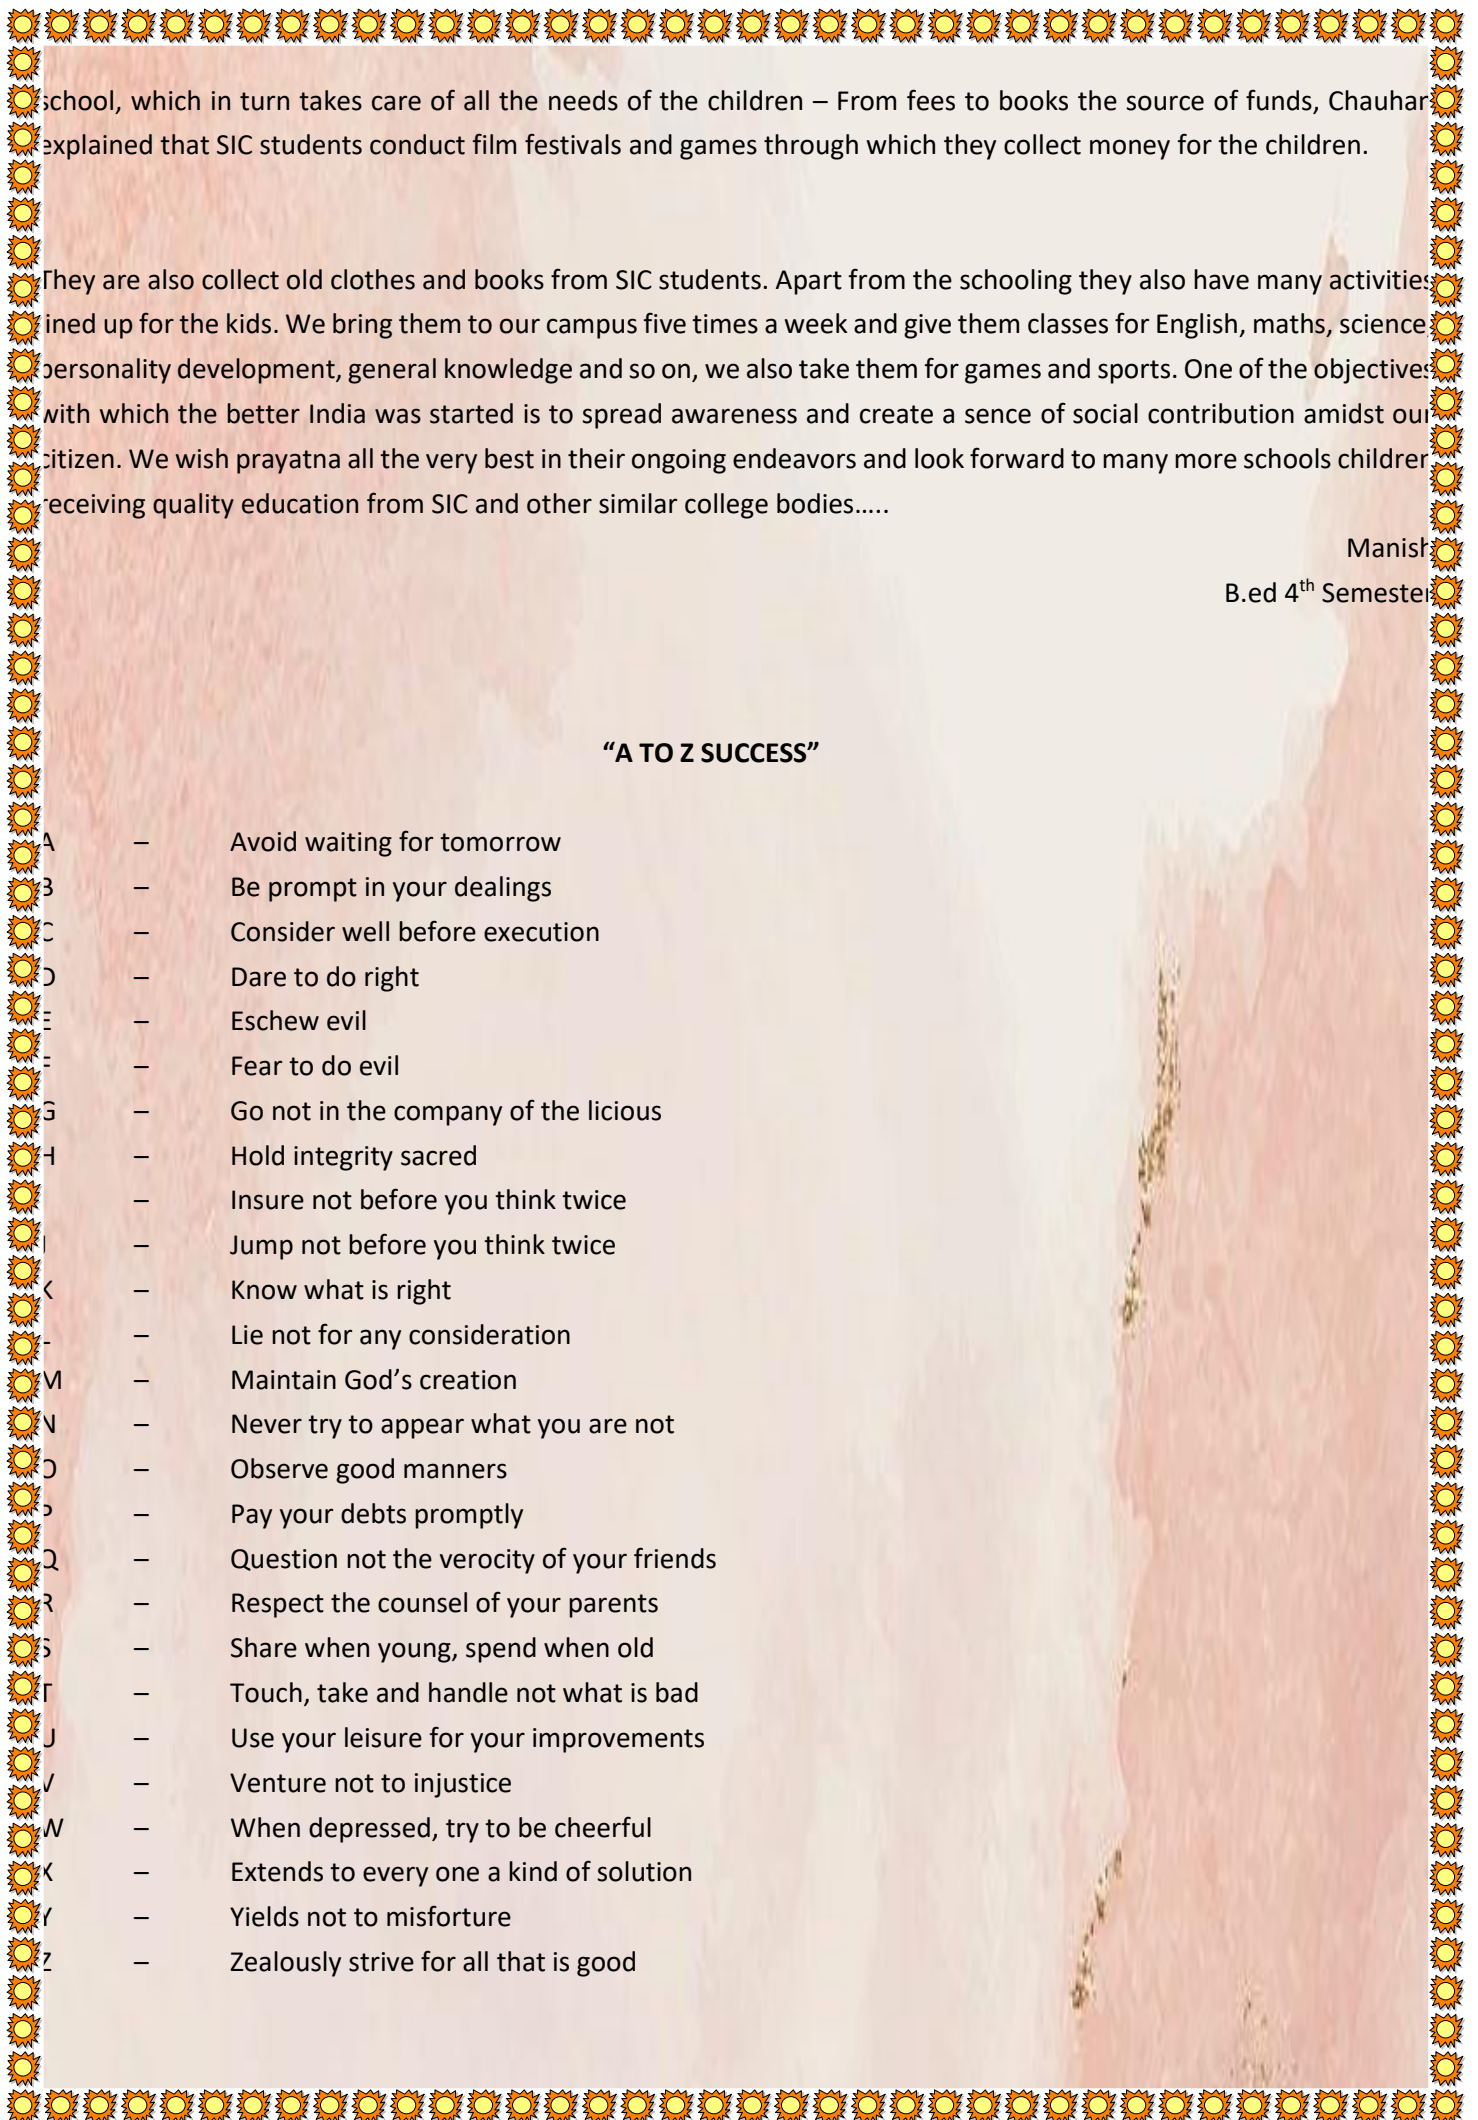 school, which in turn takes care of all the needs of the children – From fees to books the source of funds, Chauhan
explained that SIC students conduct film festivals and games through which they collect money for the children.
They are also collect old clothes and books from SIC students. Apart from the schooling they also have many activities
lined up for the kids. We bring them to our campus five times a week and give them classes for English, maths, science,
personality development, general knowledge and so on, we also take them for games and sports. One of the objectives
with which the better India was started is to spread awareness and create a sence of social contribution amidst our
citizen. We wish prayatna all the very best in their ongoing endeavors and look forward to many more schools children
receiving quality education from SIC and other similar college bodies…..
Manish
B.ed 4th Semester
“A TO Z SUCCESS”
A – Avoid waiting for tomorrow
B – Be prompt in your dealings
C – Consider well before execution
D – Dare to do right
E – Eschew evil
F – Fear to do evil
G – Go not in the company of the licious
H – Hold integrity sacred
I – Insure not before you think twice
J – Jump not before you think twice
K – Know what is right
L – Lie not for any consideration
M – Maintain God’s creation
N – Never try to appear what you are not
O – Observe good manners
P – Pay your debts promptly
Q – Question not the verocity of your friends
R – Respect the counsel of your parents
S – Share when young, spend when old
T – Touch, take and handle not what is bad
U – Use your leisure for your improvements
V – Venture not to injustice
W – When depressed, try to be cheerful
X – Extends to every one a kind of solution
Y – Yields not to misforture
Z – Zealously strive for all that is good